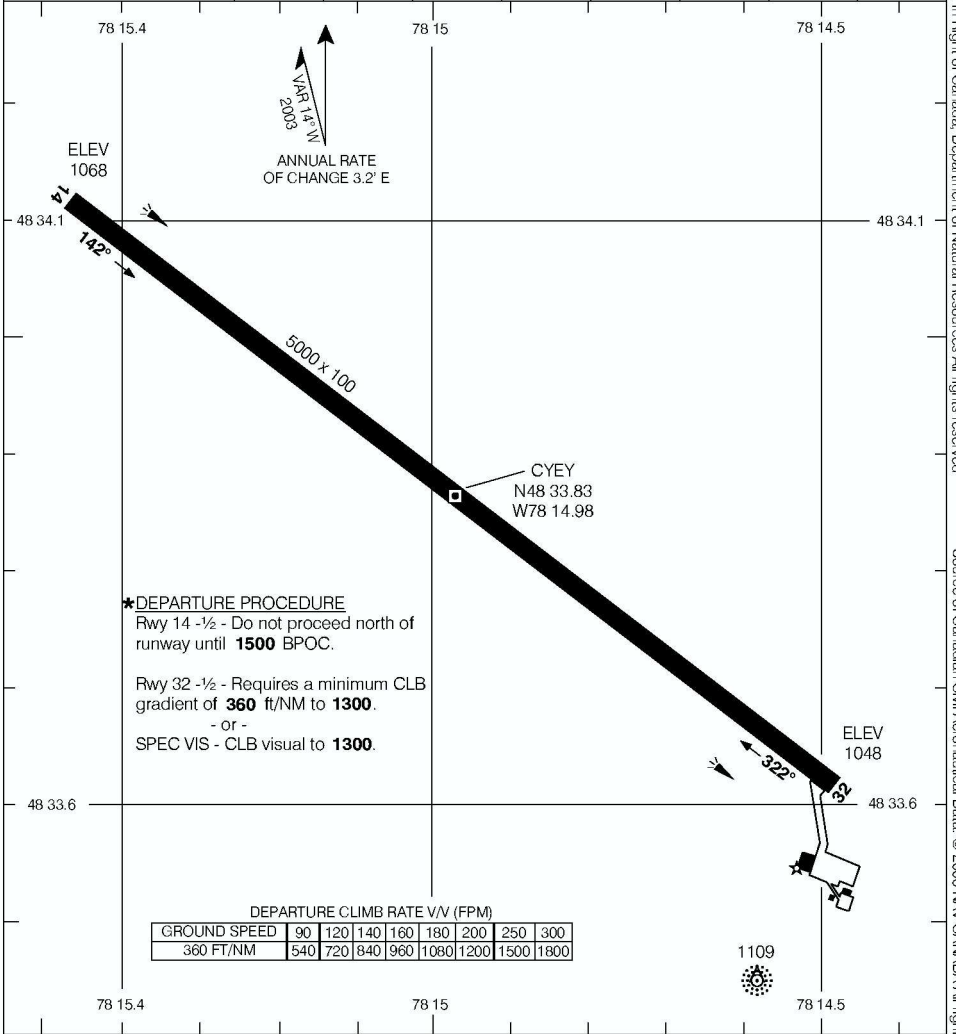 78 15.4 78 15 78 14.5
VAR 14° W
2003
ANNUAL RATE
OF CHANGE 3.2' E
ELEV
1068
14
48 34.1 48 34.1
142°
5000 x 100
CYEY
N48 33.83
W78 14.98
*DEPARTURE PROCEDURE
Rwy 14 -½ - Do not proceed north of
runway until 1500 BPOC.
Rwy 32 -½ - Requires a minimum CLB
gradient of 360 ft/NM to 1300.
- or -
SPEC VIS - CLB visual to 1300.
ELEV
1048
322°
32
48 33.6 48 33.6
DEPARTURE CLIMB RATE V/V (FPM)
GROUND SPEED 90 120 140 160 180 200 250 300
360 FT/NM 540 720 840 960 1080 1200 1500 1800
1109
78 15.4 78 15 78 14.5